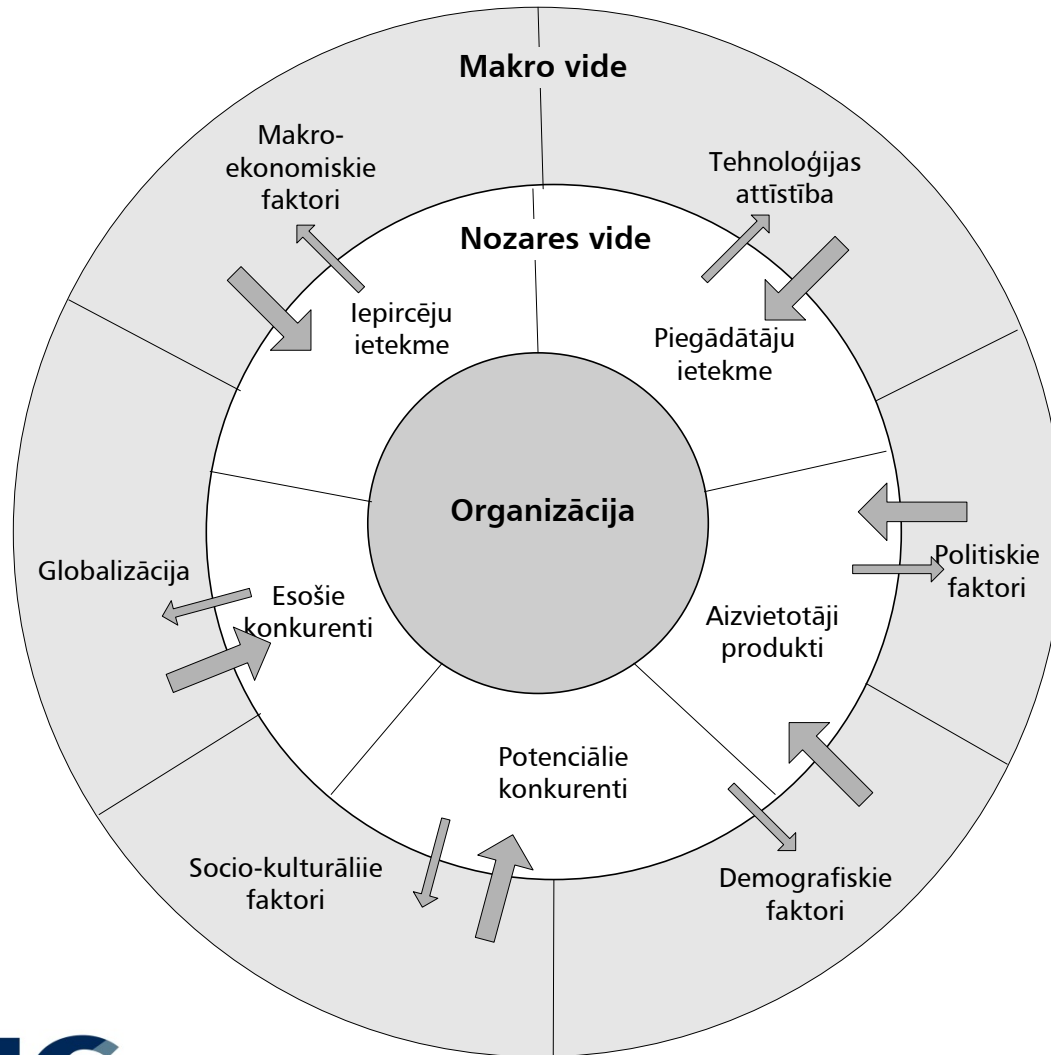 Makro vide
Makro-
ekonomiskie
faktori
Tehnoloģijas
attīstība
Nozares vide
Iepircēju
ietekme
Piegādātāju
ietekme
Organizācija
Globalizācija
Esošie
konkurenti
Politiskie
faktori
Aizvietotāji
produkti
Potenciālie
konkurenti
Socio-kulturāliie
faktori
Demografiskie
faktori